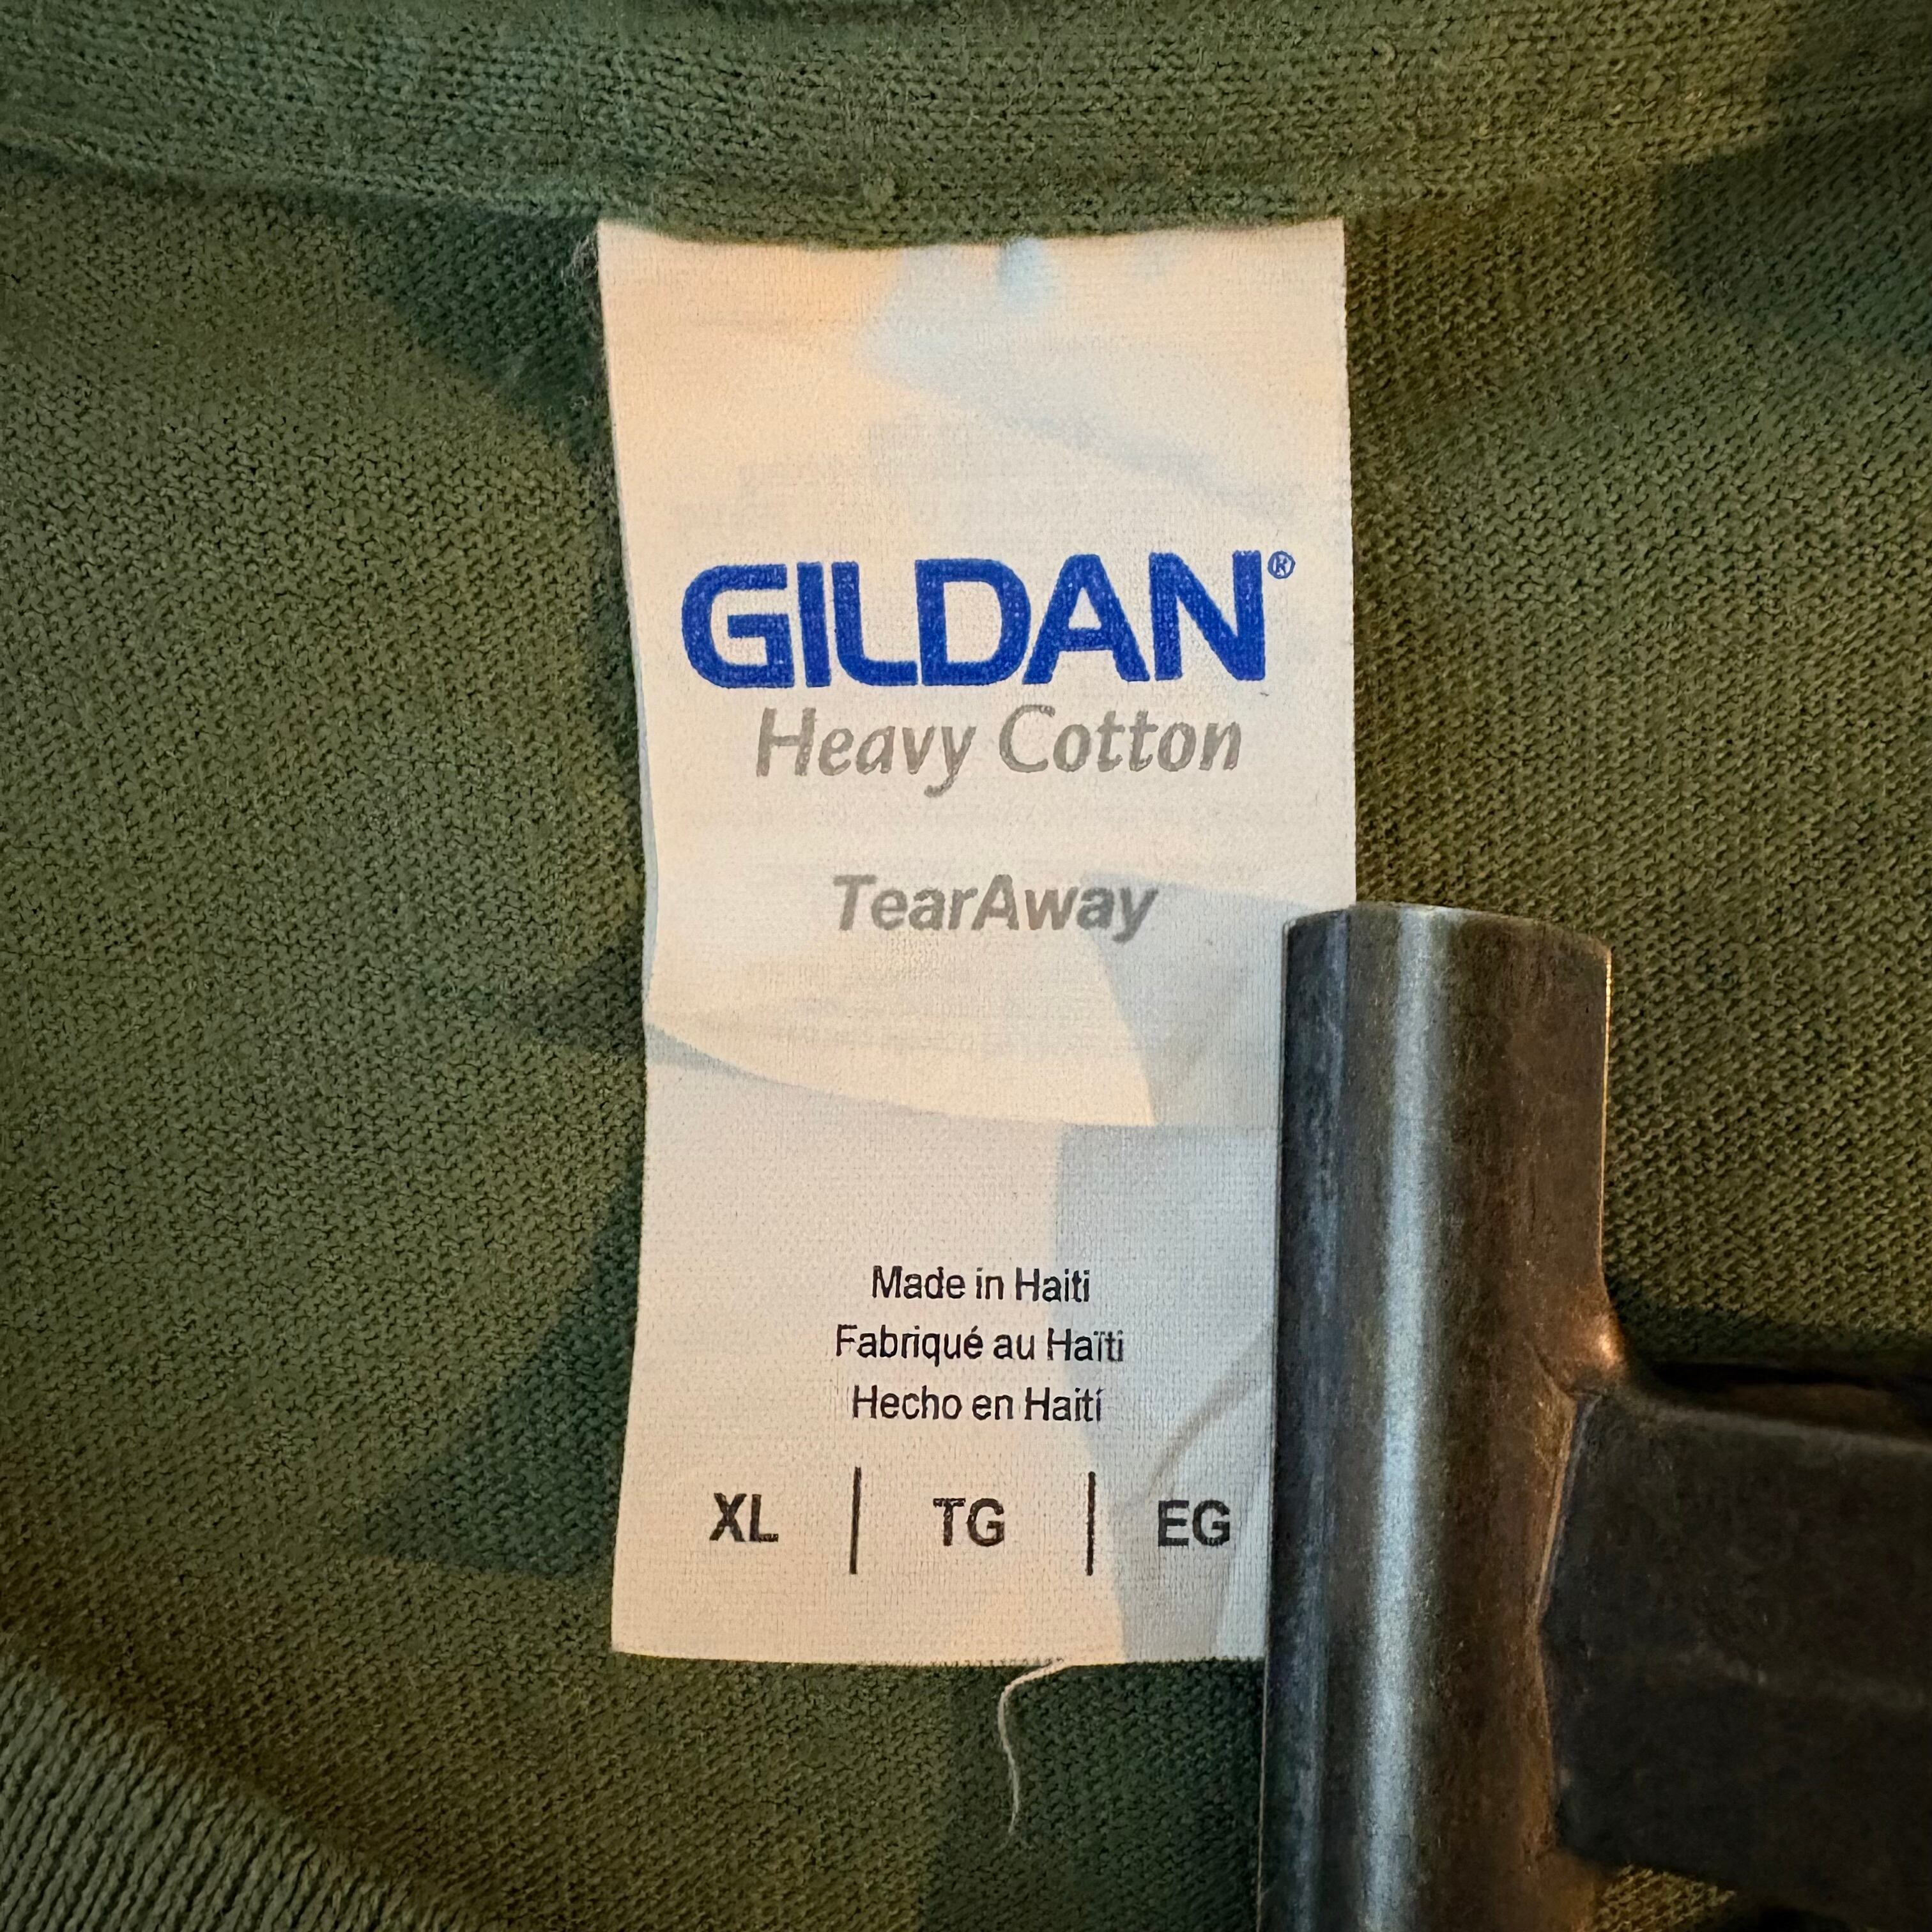 GILDAN®
Heavy Cotton
TearAway
Made in Haiti
Fabriqué au Haïti
Hecho en Haití
XL | TG | EG